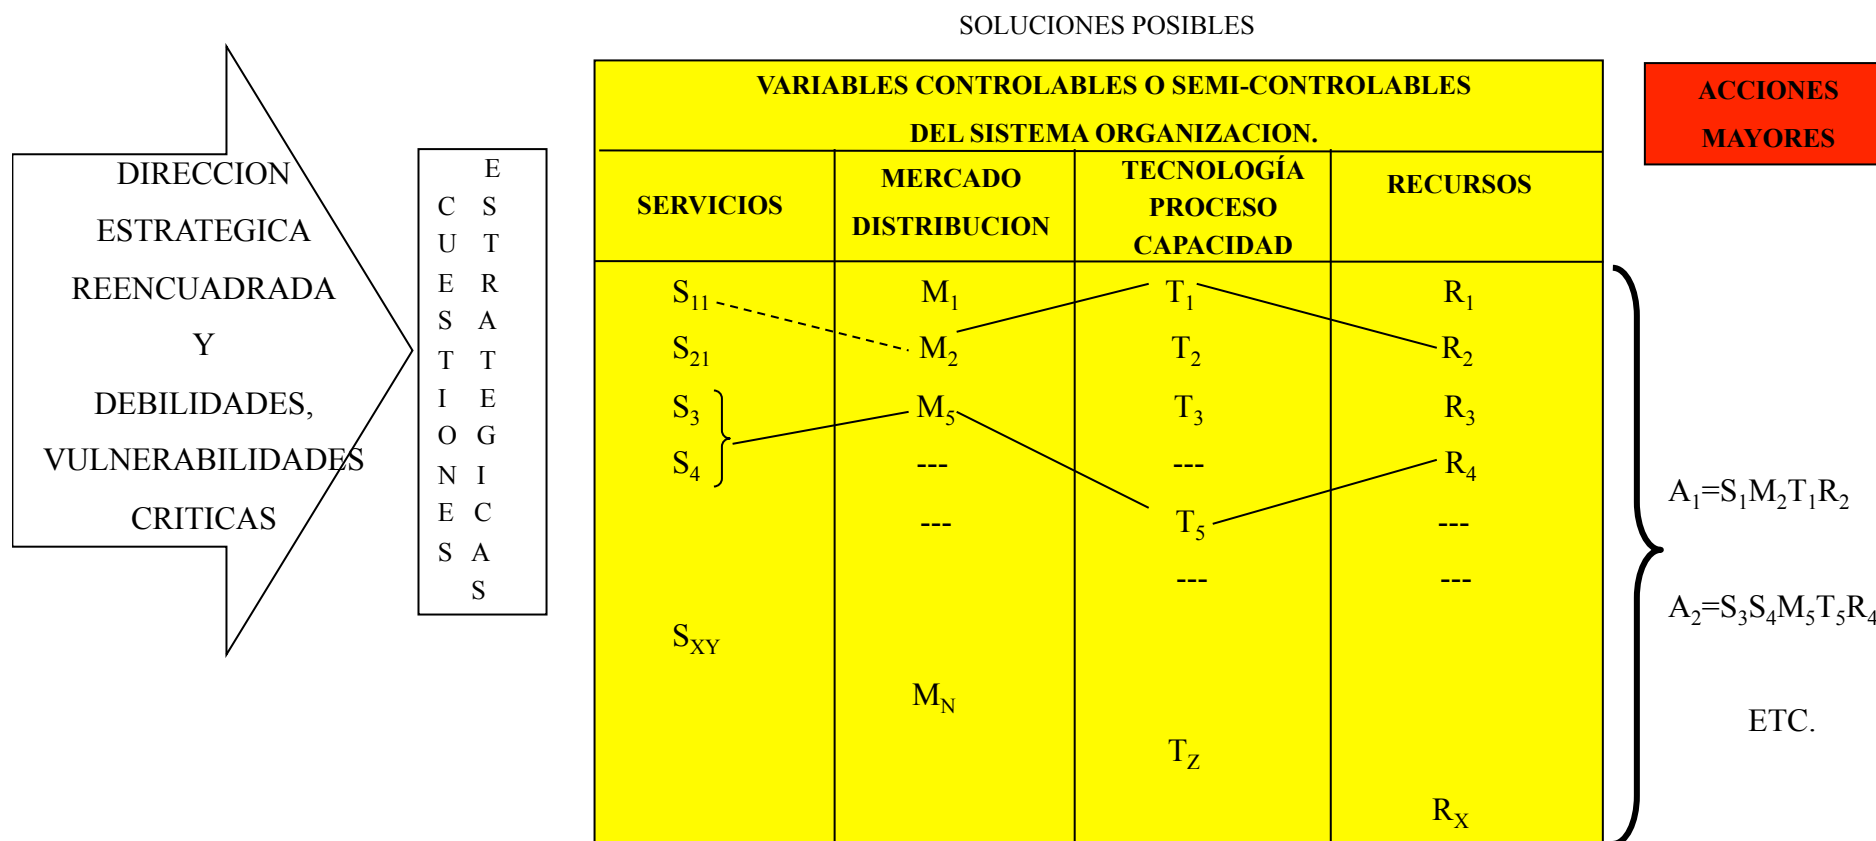 SOLUCIONES POSIBLES
DIRECCION
ESTRATEGICA
REENCUADRADA
Y
DEBILIDADES,
VULNERABILIDADES
CRITICAS
CUESTIONES
ESTRATEGICAS
VARIABLES CONTROLABLES O SEMI-CONTROLABLES
DEL SISTEMA ORGANIZACION.
SERVICIOS
MERCADO
DISTRIBUCION
TECNOLOGÍA
PROCESO
CAPACIDAD
RECURSOS
S11 M1 T1 R1
S21 M2 T2 R2
S3 M5 T3 R3
S4 --- --- R4
--- T5 ---
--- ---
SXY
MN
TZ
RX
ACCIONES
MAYORES
A1=S1M2T1R2
A2=S3S4M5T5R4
ETC.